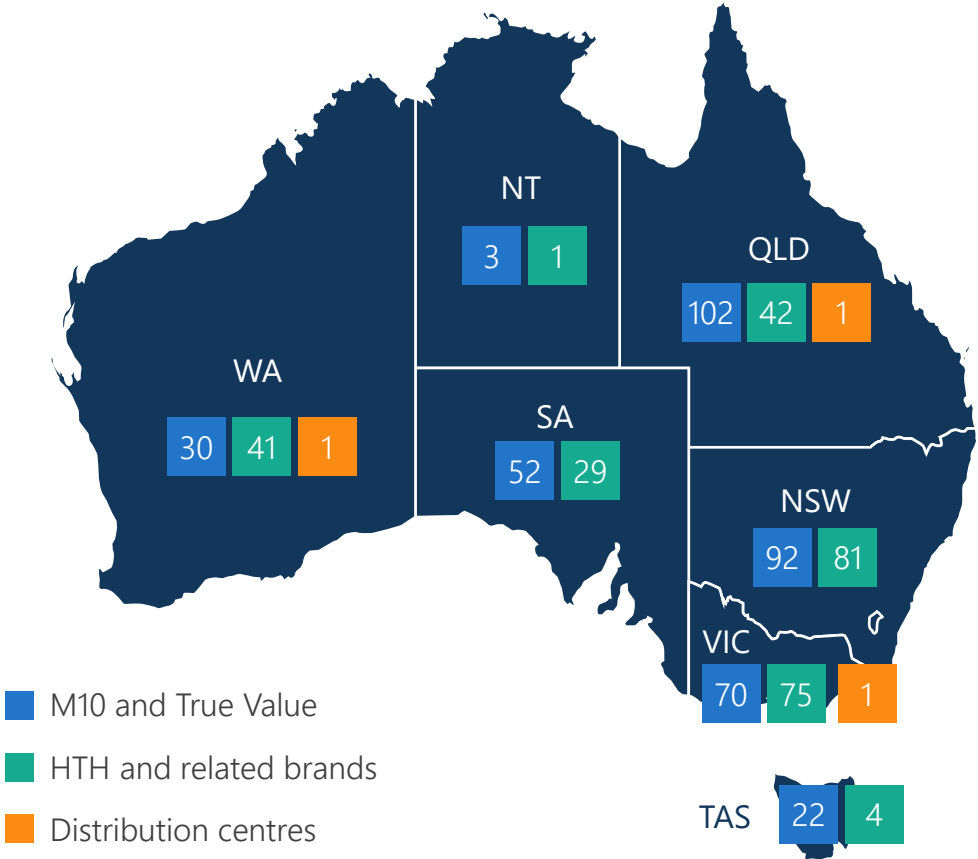 NT
3 1
QLD
102 42 1
WA
30 41 1
SA
52 29
NSW
92 81
VIC
70 75 1
M10 and True Value
HTH and related brands
Distribution centres
TAS 22 4